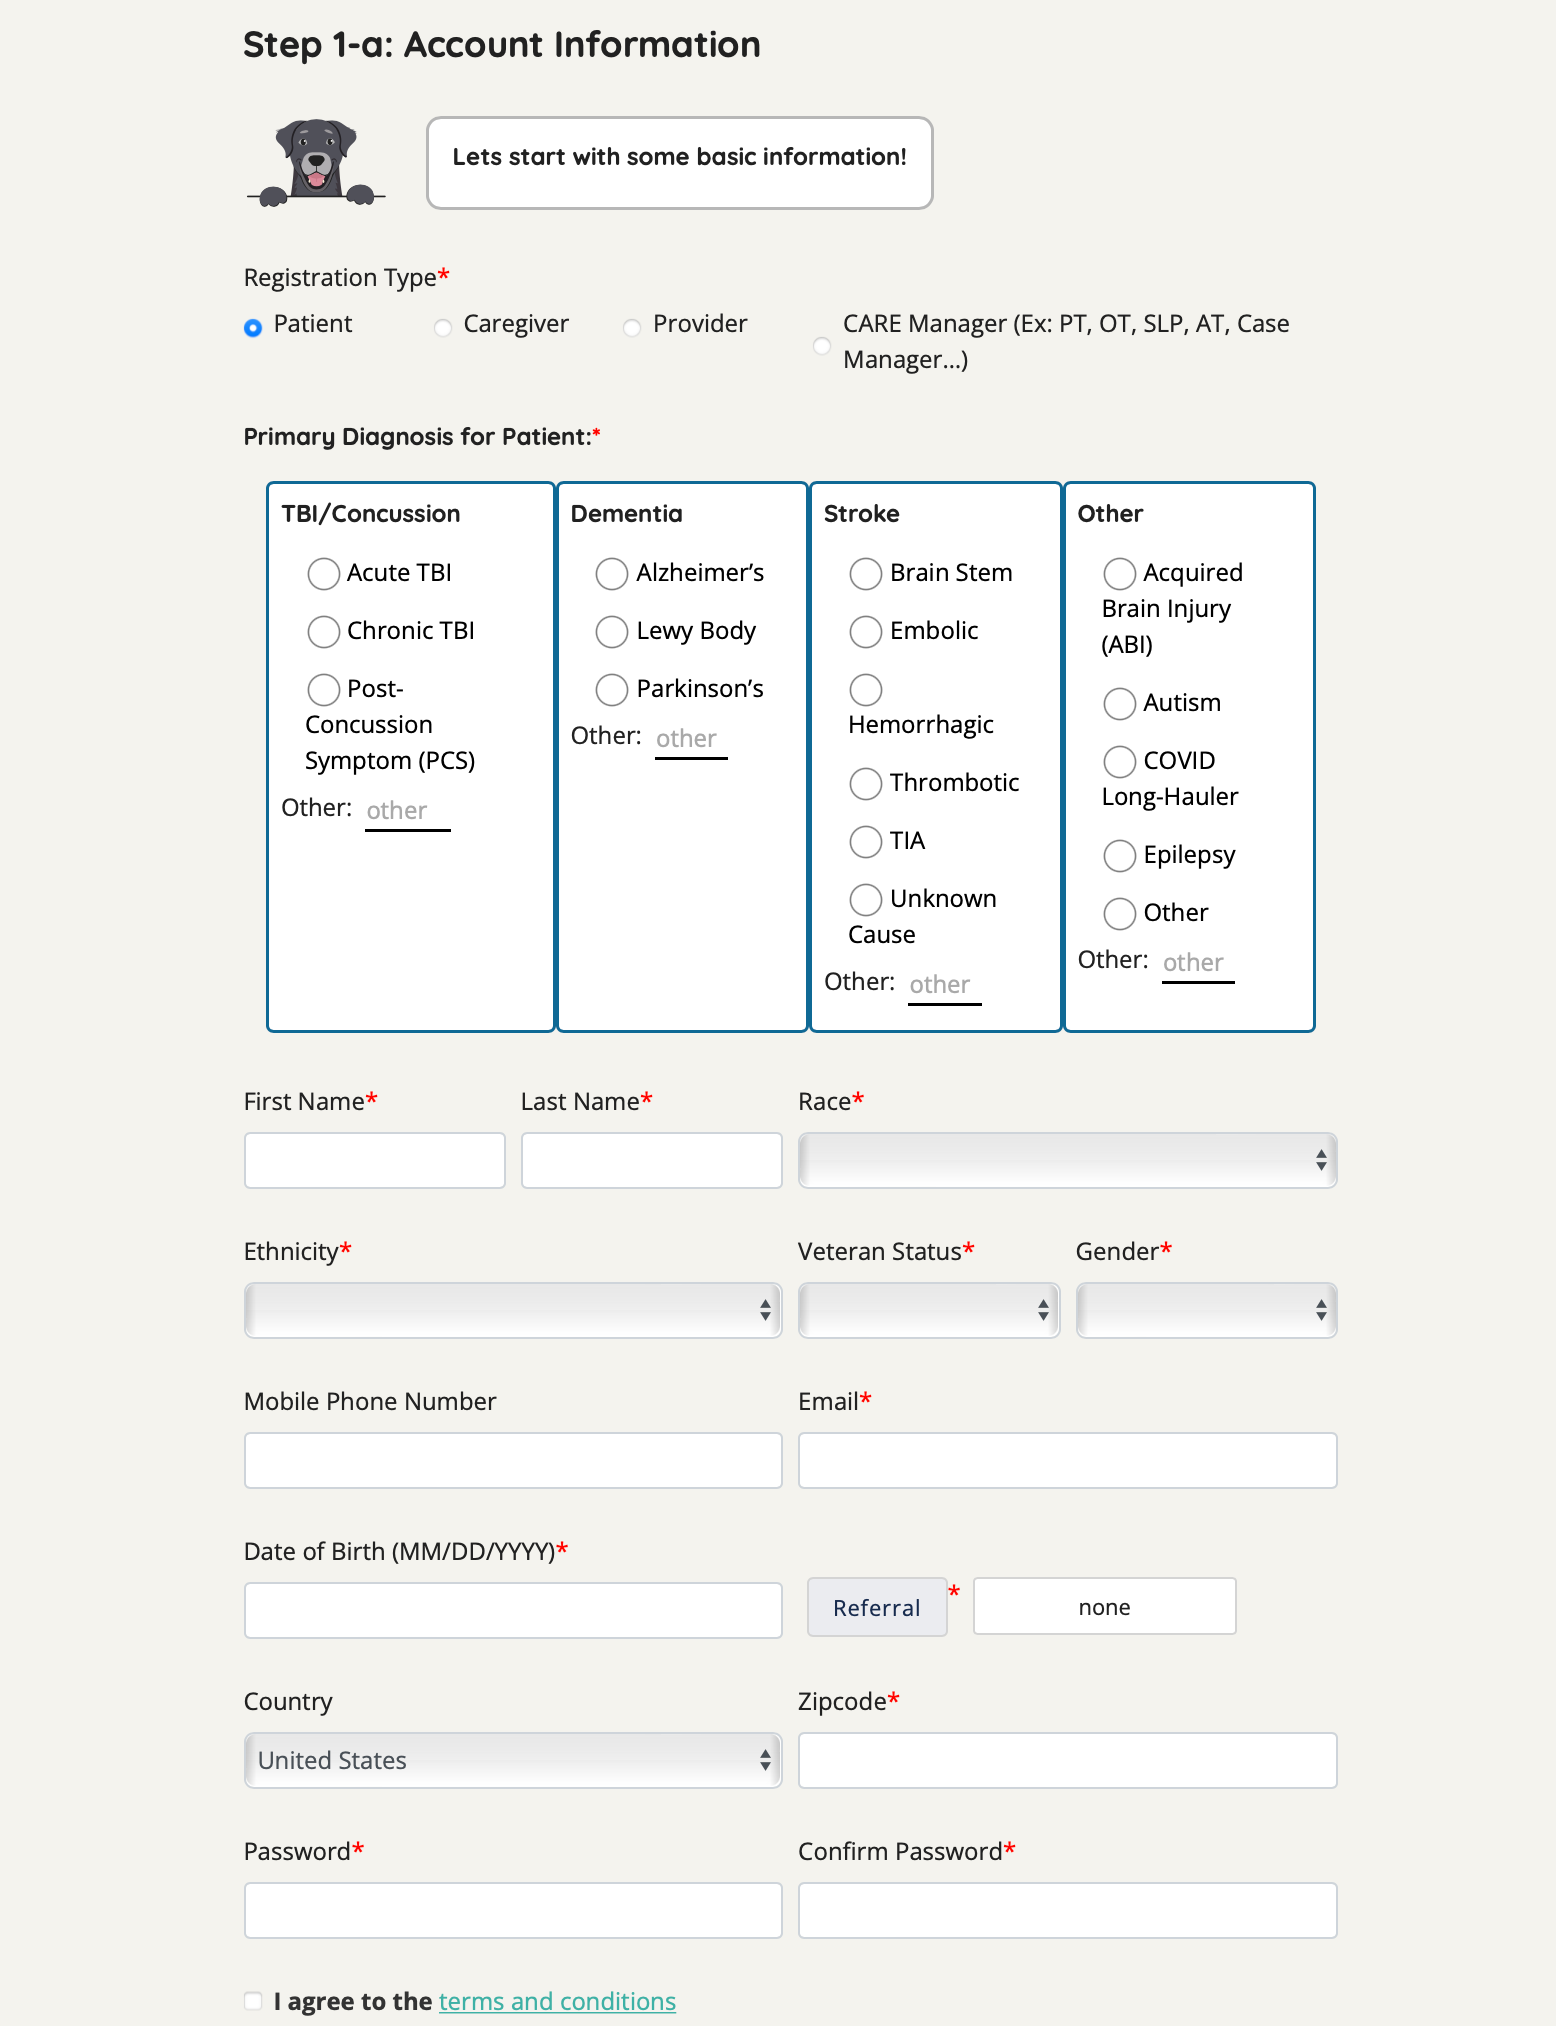 Step 1-a: Account Information
Lets start with some basic information!
Registration Type*
Patient
Caregiver
Provider
CARE Manager (Ex: PT, OT, SLP, AT, Case
Manager...)
Primary Diagnosis for Patient:*
TBI/Concussion
Acute TBI
Chronic TBI
Post-
Concussion
Symptom (PCS)
Other: other
Dementia
Alzheimer’s
Lewy Body
Parkinson’s
Other: other
Stroke
Brain Stem
Embolic
Hemorrhagic
Thrombotic
TIA
Unknown
Cause
Other: other
Other
Acquired
Brain Injury
(ABI)
Autism
COVID
Long-Hauler
Epilepsy
Other
Other: other
First Name*
Last Name*
Race*
Ethnicity*
Veteran Status*
Gender*
Mobile Phone Number
Email*
Date of Birth (MM/DD/YYYY)*
Referral * none
Country
United States
Zipcode*
Password*
Confirm Password*
I agree to the terms and conditions